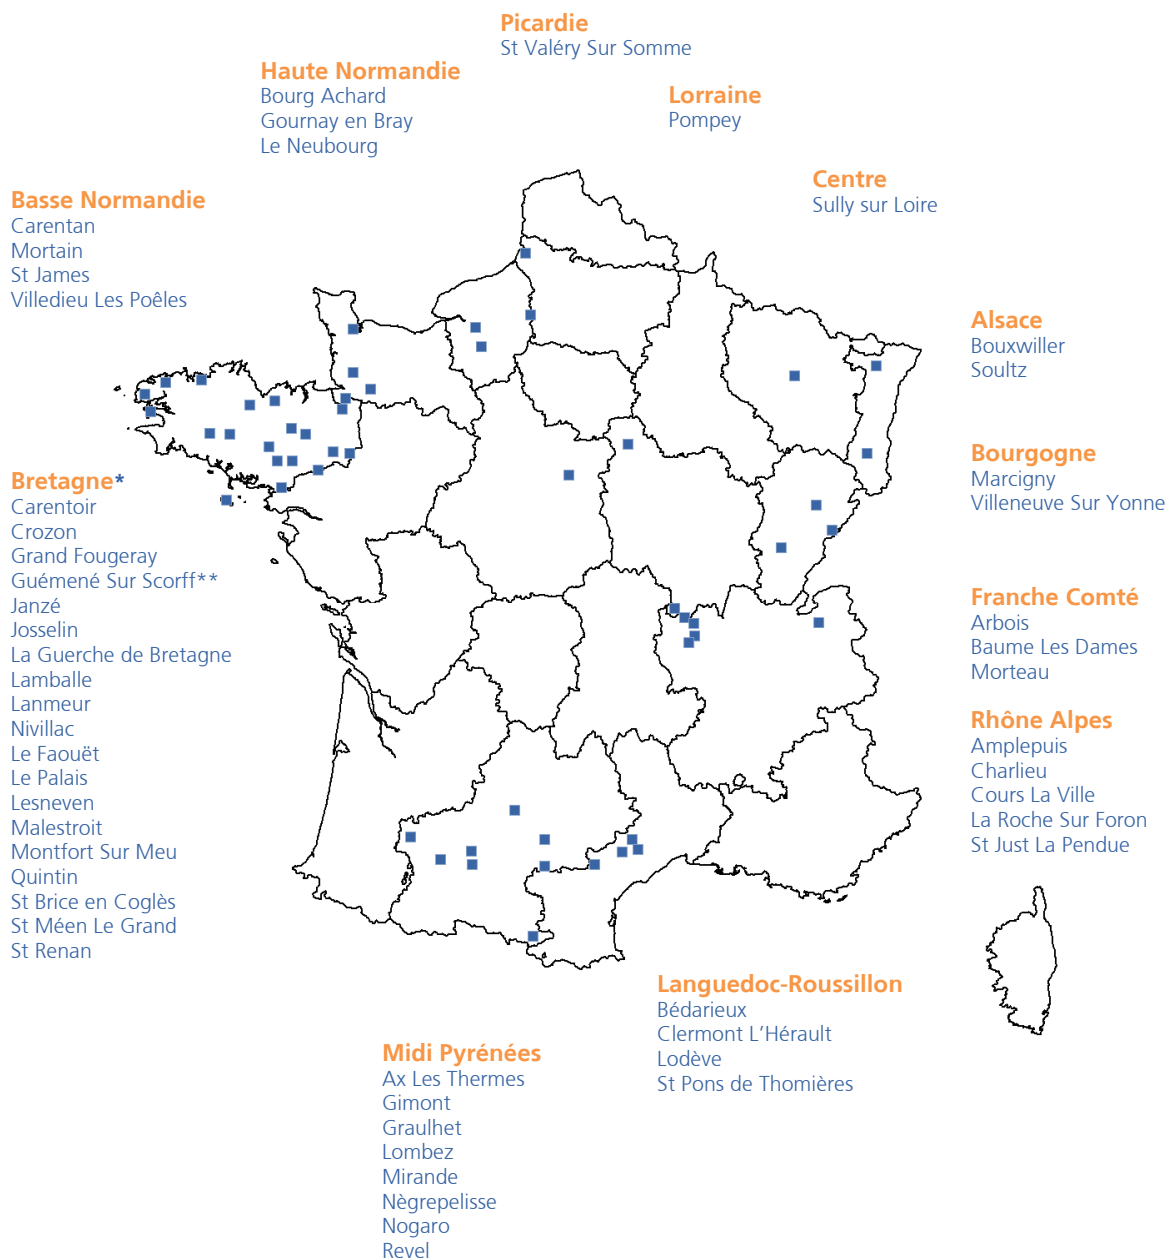 Picardie
St Valéry Sur Somme
Haute Normandie
Bourg Achard
Gournay en Bray
Le Neubourg
Lorraine
Pompey
Centre
Sully sur Loire
Basse Normandie
Carentan
Mortain
St James
Villedieu Les Poêles
Alsace
Bouxwiller
Soultz
Bourgogne
Marcigny
Villeneuve Sur Yonne
Bretagne*
Carentoir
Crozon
Grand Fougeray
Guémené Sur Scorff**
Janzé
Josselin
La Guerche de Bretagne
Lamballe
Lanmeur
Nivillac
Le Faouët
Le Palais
Lesneven
Malestroit
Montfort Sur Meu
Quintin
St Brice en Coglès
St Méen Le Grand
St Renan
Franche Comté
Arbois
Baume Les Dames
Morteau
Rhône Alpes
Amplepuis
Charlieu
Cours La Ville
La Roche Sur Foron
St Just La Pendue
Languedoc-Roussillon
Bédarieux
Clermont L’Hérault
Lodève
St Pons de Thomières
Midi Pyrénées
Ax Les Thermes
Gimont
Graulhet
Lombez
Mirande
Nègrepelisse
Nogaro
Revel